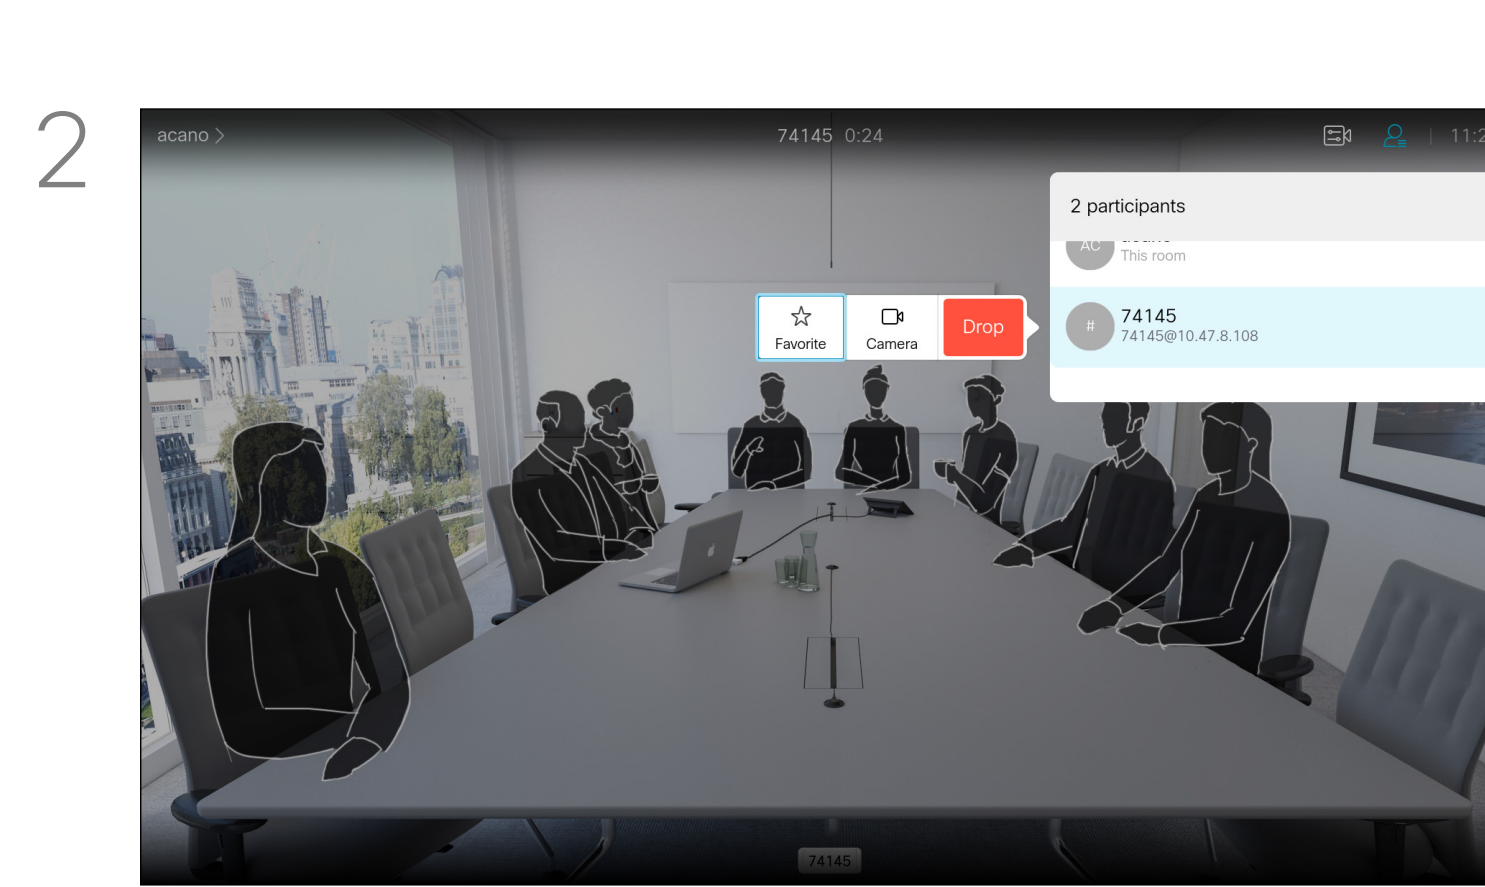 2
acano
74145 0:24
11:2
2 participants
AC
This room
Favorite
Camera
Drop
#
74145
74145@10.47.8.108
74145